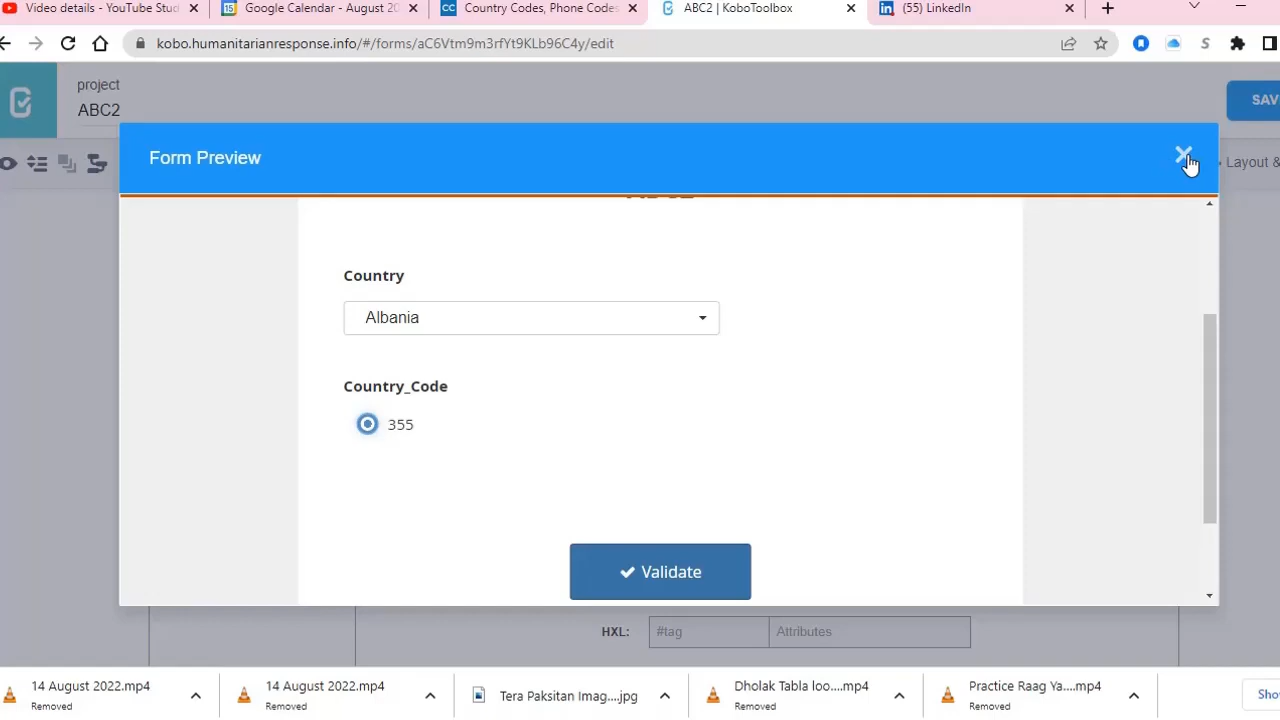 Video details - YouTube Stud
Google Calendar - August 20
CC Country Codes, Phone Codes
ABC2 | KoboToolbox
in (55) LinkedIn
kobo.humanitarianresponse.info/#/forms/aC6Vtm9m3rfYt9KLb96C4y/edit
project
ABC2
SAV
Layout &
Form Preview
Country
Albania
Country_Code
355
Validate
HXL: #tag Attributes
14 August 2022.mp4
Removed
14 August 2022.mp4
Removed
Tera Paksitan Imag....jpg
Dholak Tabla loo....mp4
Removed
Practice Raag Ya....mp4
Removed
Sho